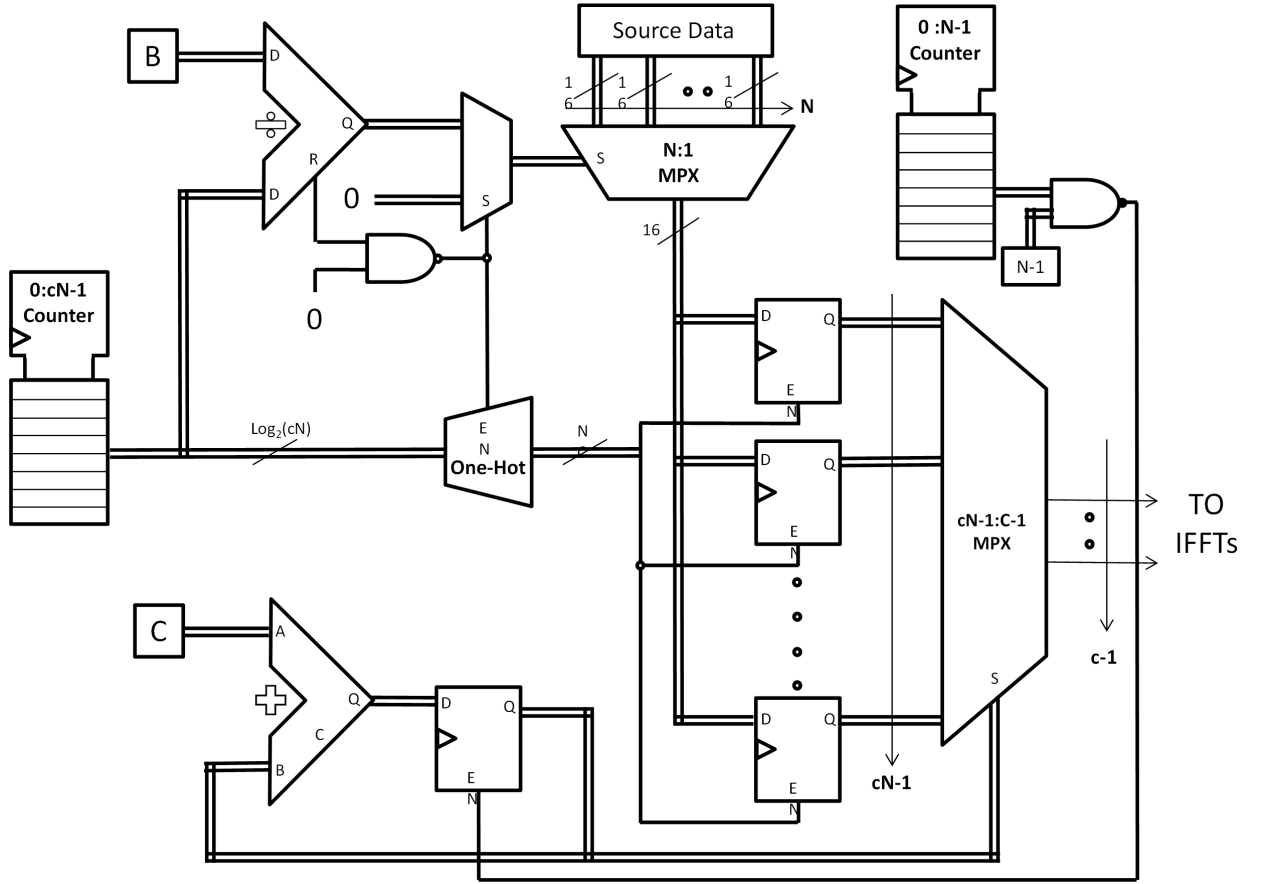 B
D
÷
Q
R
D
0
S
0
Source Data
1
6
1
6
1
6
N
S
N:1
MPX
16
0 :N-1
Counter
N-1
0:cN-1
Counter
Log2(cN)
E
N
One-Hot
N
D
Q
E
N
D
Q
E
N
D
Q
E
N
cN-1
cN-1:C-1
MPX
S
TO
IFFTs
c-1
C
A
Q
C
B
D
Q
E
N